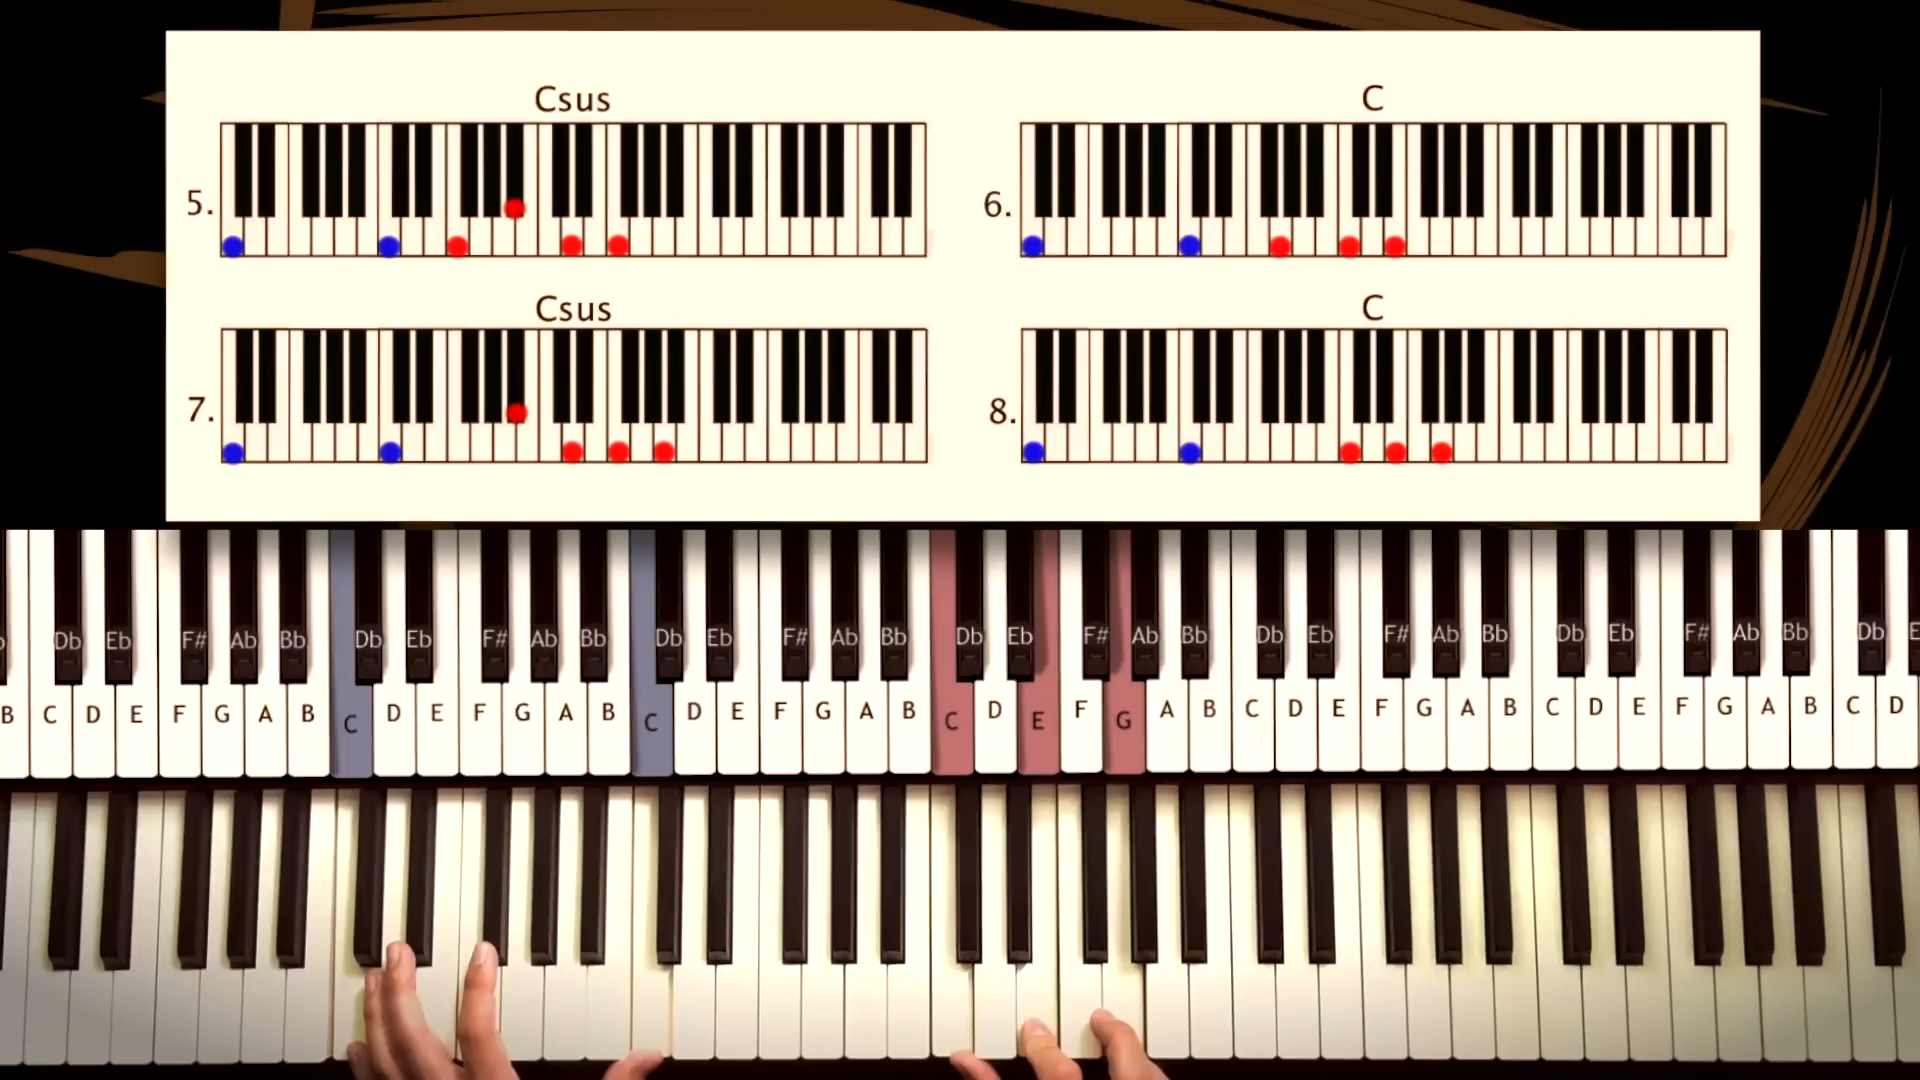 Csus
C
5.
6.
Csus
C
7.
8.
Db Eb F# Ab Bb Db Eb F# Ab Bb Db Eb F# Ab Bb Db Eb F# Ab Bb Db Eb F# Ab Bb Db Eb F# Ab Bb Db
B C D E F G A B C D E F G A B C D E F G A B C D E F G A B C D E F G A B C D E F G A B C D